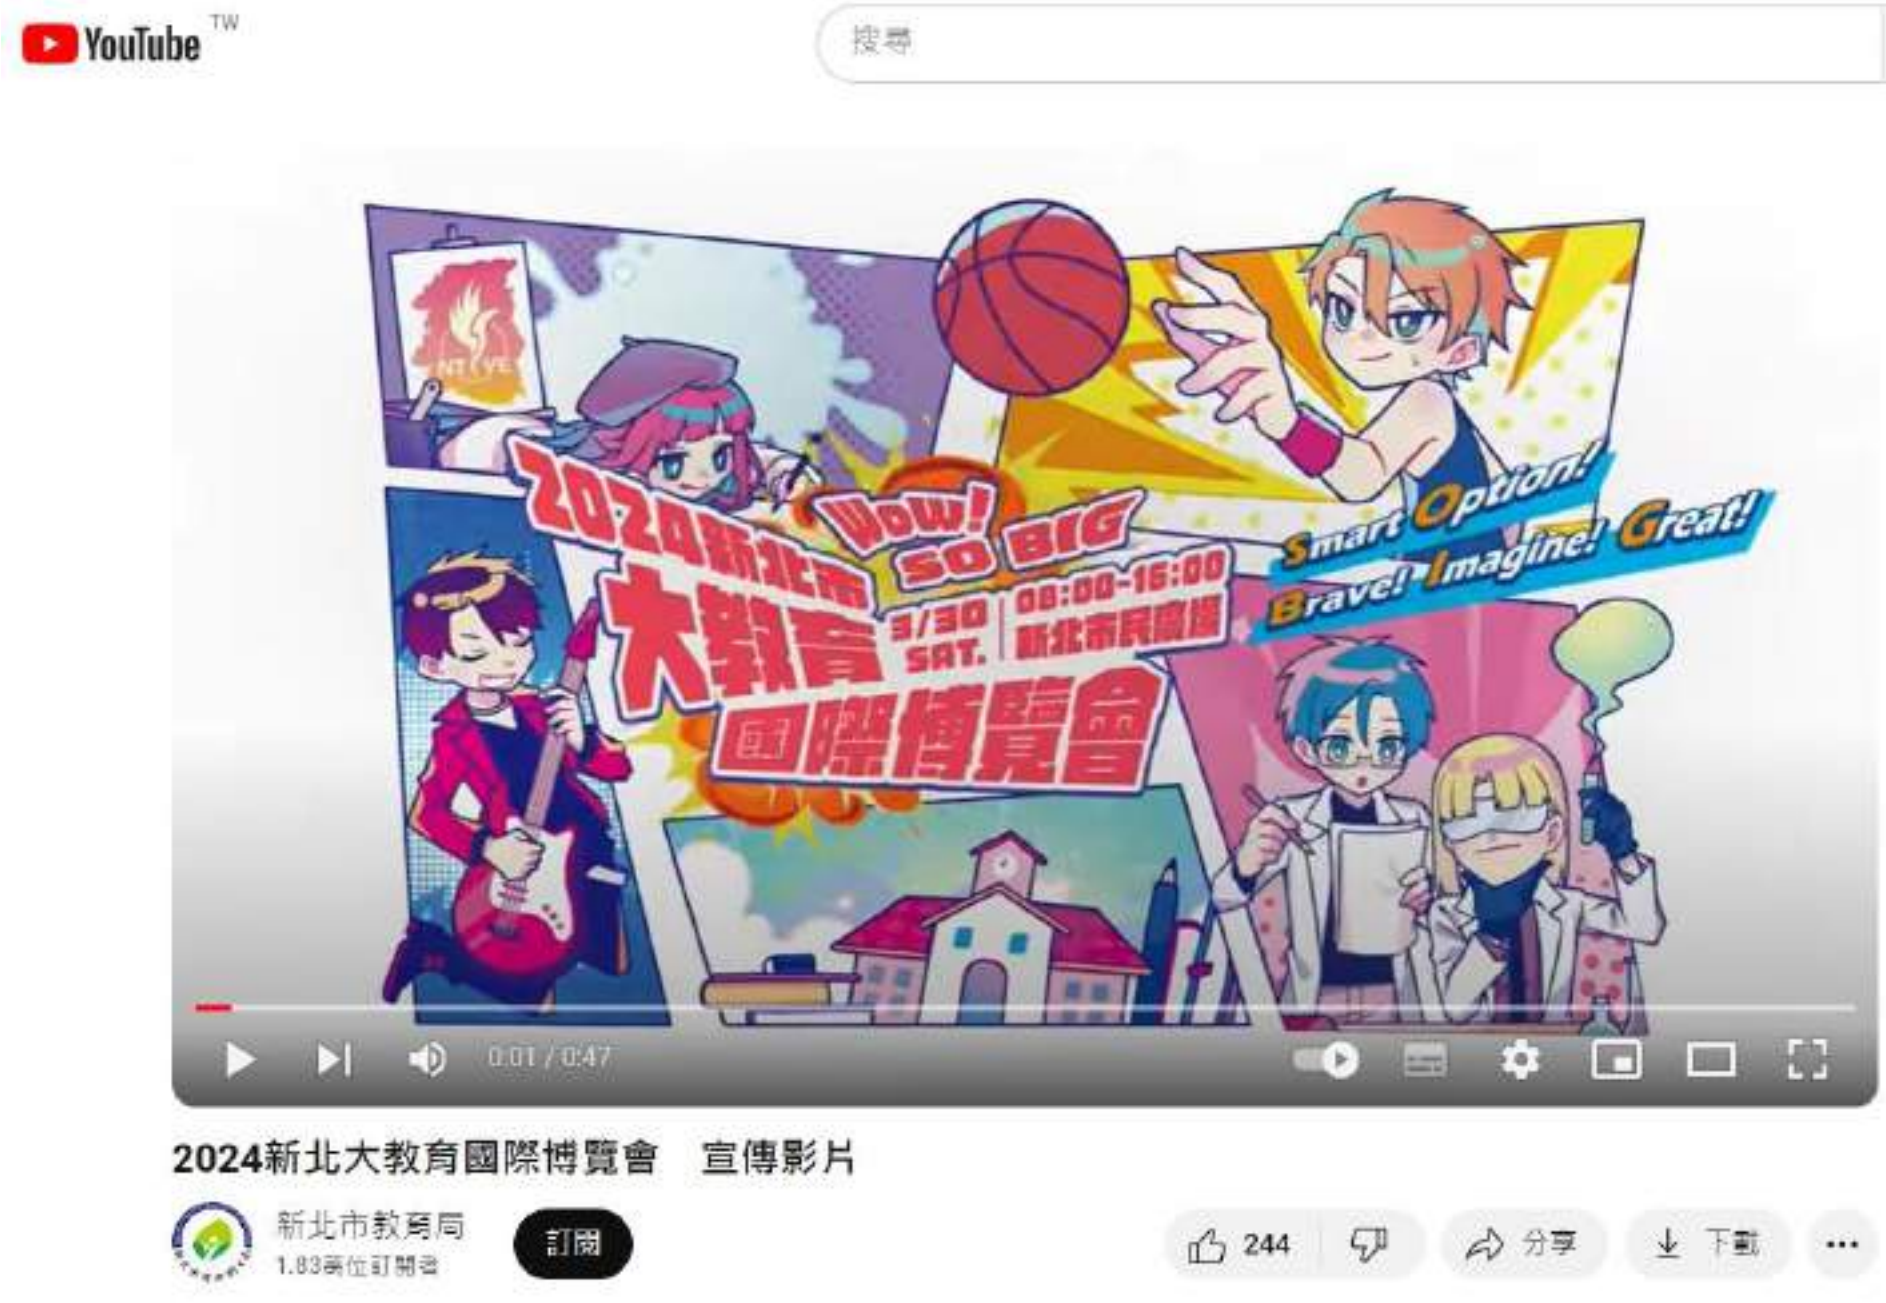 YouTube TW
搜尋
2024新北市
大教育
國際博覽會
WOW!
SO BIG
3/30
SAT.
08:00-16:00
新北市民廣場
Smart Option!
Brave! Imagine! Great!
0:01 / 0:47
2024新北大教育國際博覽會 宣傳影片
新北市教育局
1.83萬位訂閱者
訂閱
244
分享
下載